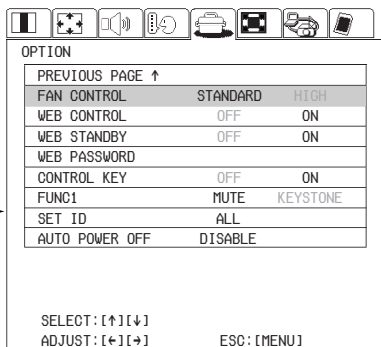 OPTION
PREVIOUS PAGE ↑
FAN CONTROL STANDARD HIGH
WEB CONTROL OFF ON
WEB STANDBY OFF ON
WEB PASSWORD
CONTROL KEY OFF ON
FUNC1 MUTE KEYSTONE
SET ID ALL
AUTO POWER OFF DISABLE
SELECT:[↑][↓]
ADJUST:[←][→] ESC:[MENU]